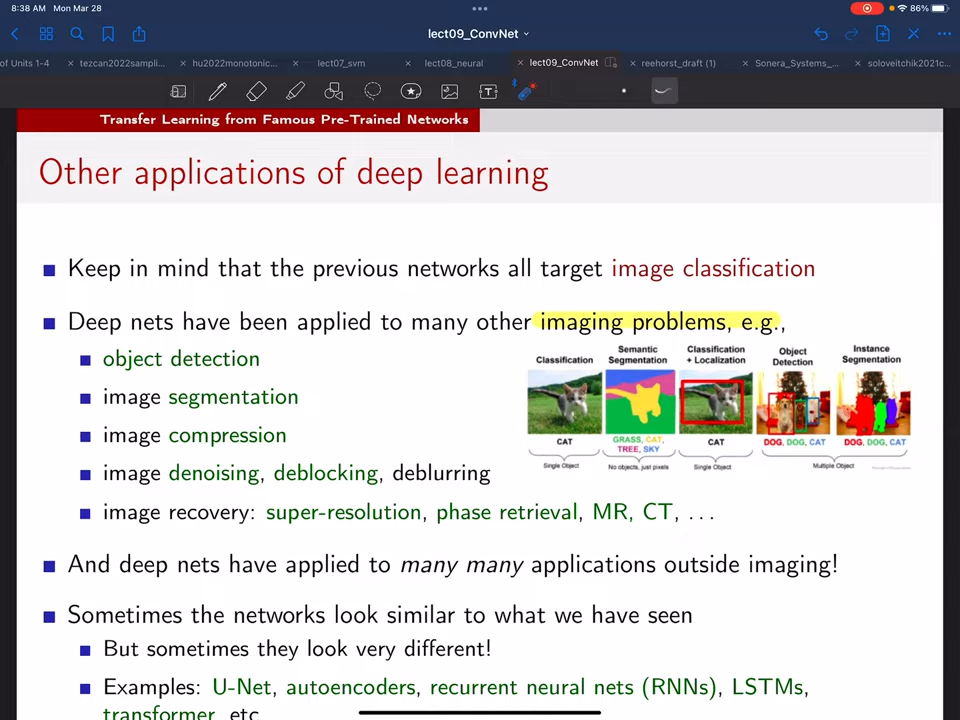 8:38 AM Mon Mar 28
86%
lect09_ConvNet
of Units 1-4
tezcan2022sampli...
hu2022monotonic...
lect07_svm
lect08_neural
lect09_ConvNet
reehorst_draft (1)
Sonera_Systems_...
soloveitchik2021c...
Transfer Learning from Famous Pre-Trained Networks
Other applications of deep learning
Keep in mind that the previous networks all target image classification
Deep nets have been applied to many other imaging problems, e.g.,
object detection
image segmentation
image compression
image denoising, deblocking, deblurring
image recovery: super-resolution, phase retrieval, MR, CT, ...
Classification
Semantic Segmentation
Classification + Localization
Object Detection
Instance Segmentation
CAT
GRASS, CAT, TREE, SKY
CAT
DOG, DOG, CAT
DOG, DOG, CAT
Single Object
No objects, just pixels
Single Object
Multiple Object
And deep nets have applied to many many applications outside imaging!
Sometimes the networks look similar to what we have seen
But sometimes they look very different!
Examples: U-Net, autoencoders, recurrent neural nets (RNNs), LSTMs,
transformer, etc